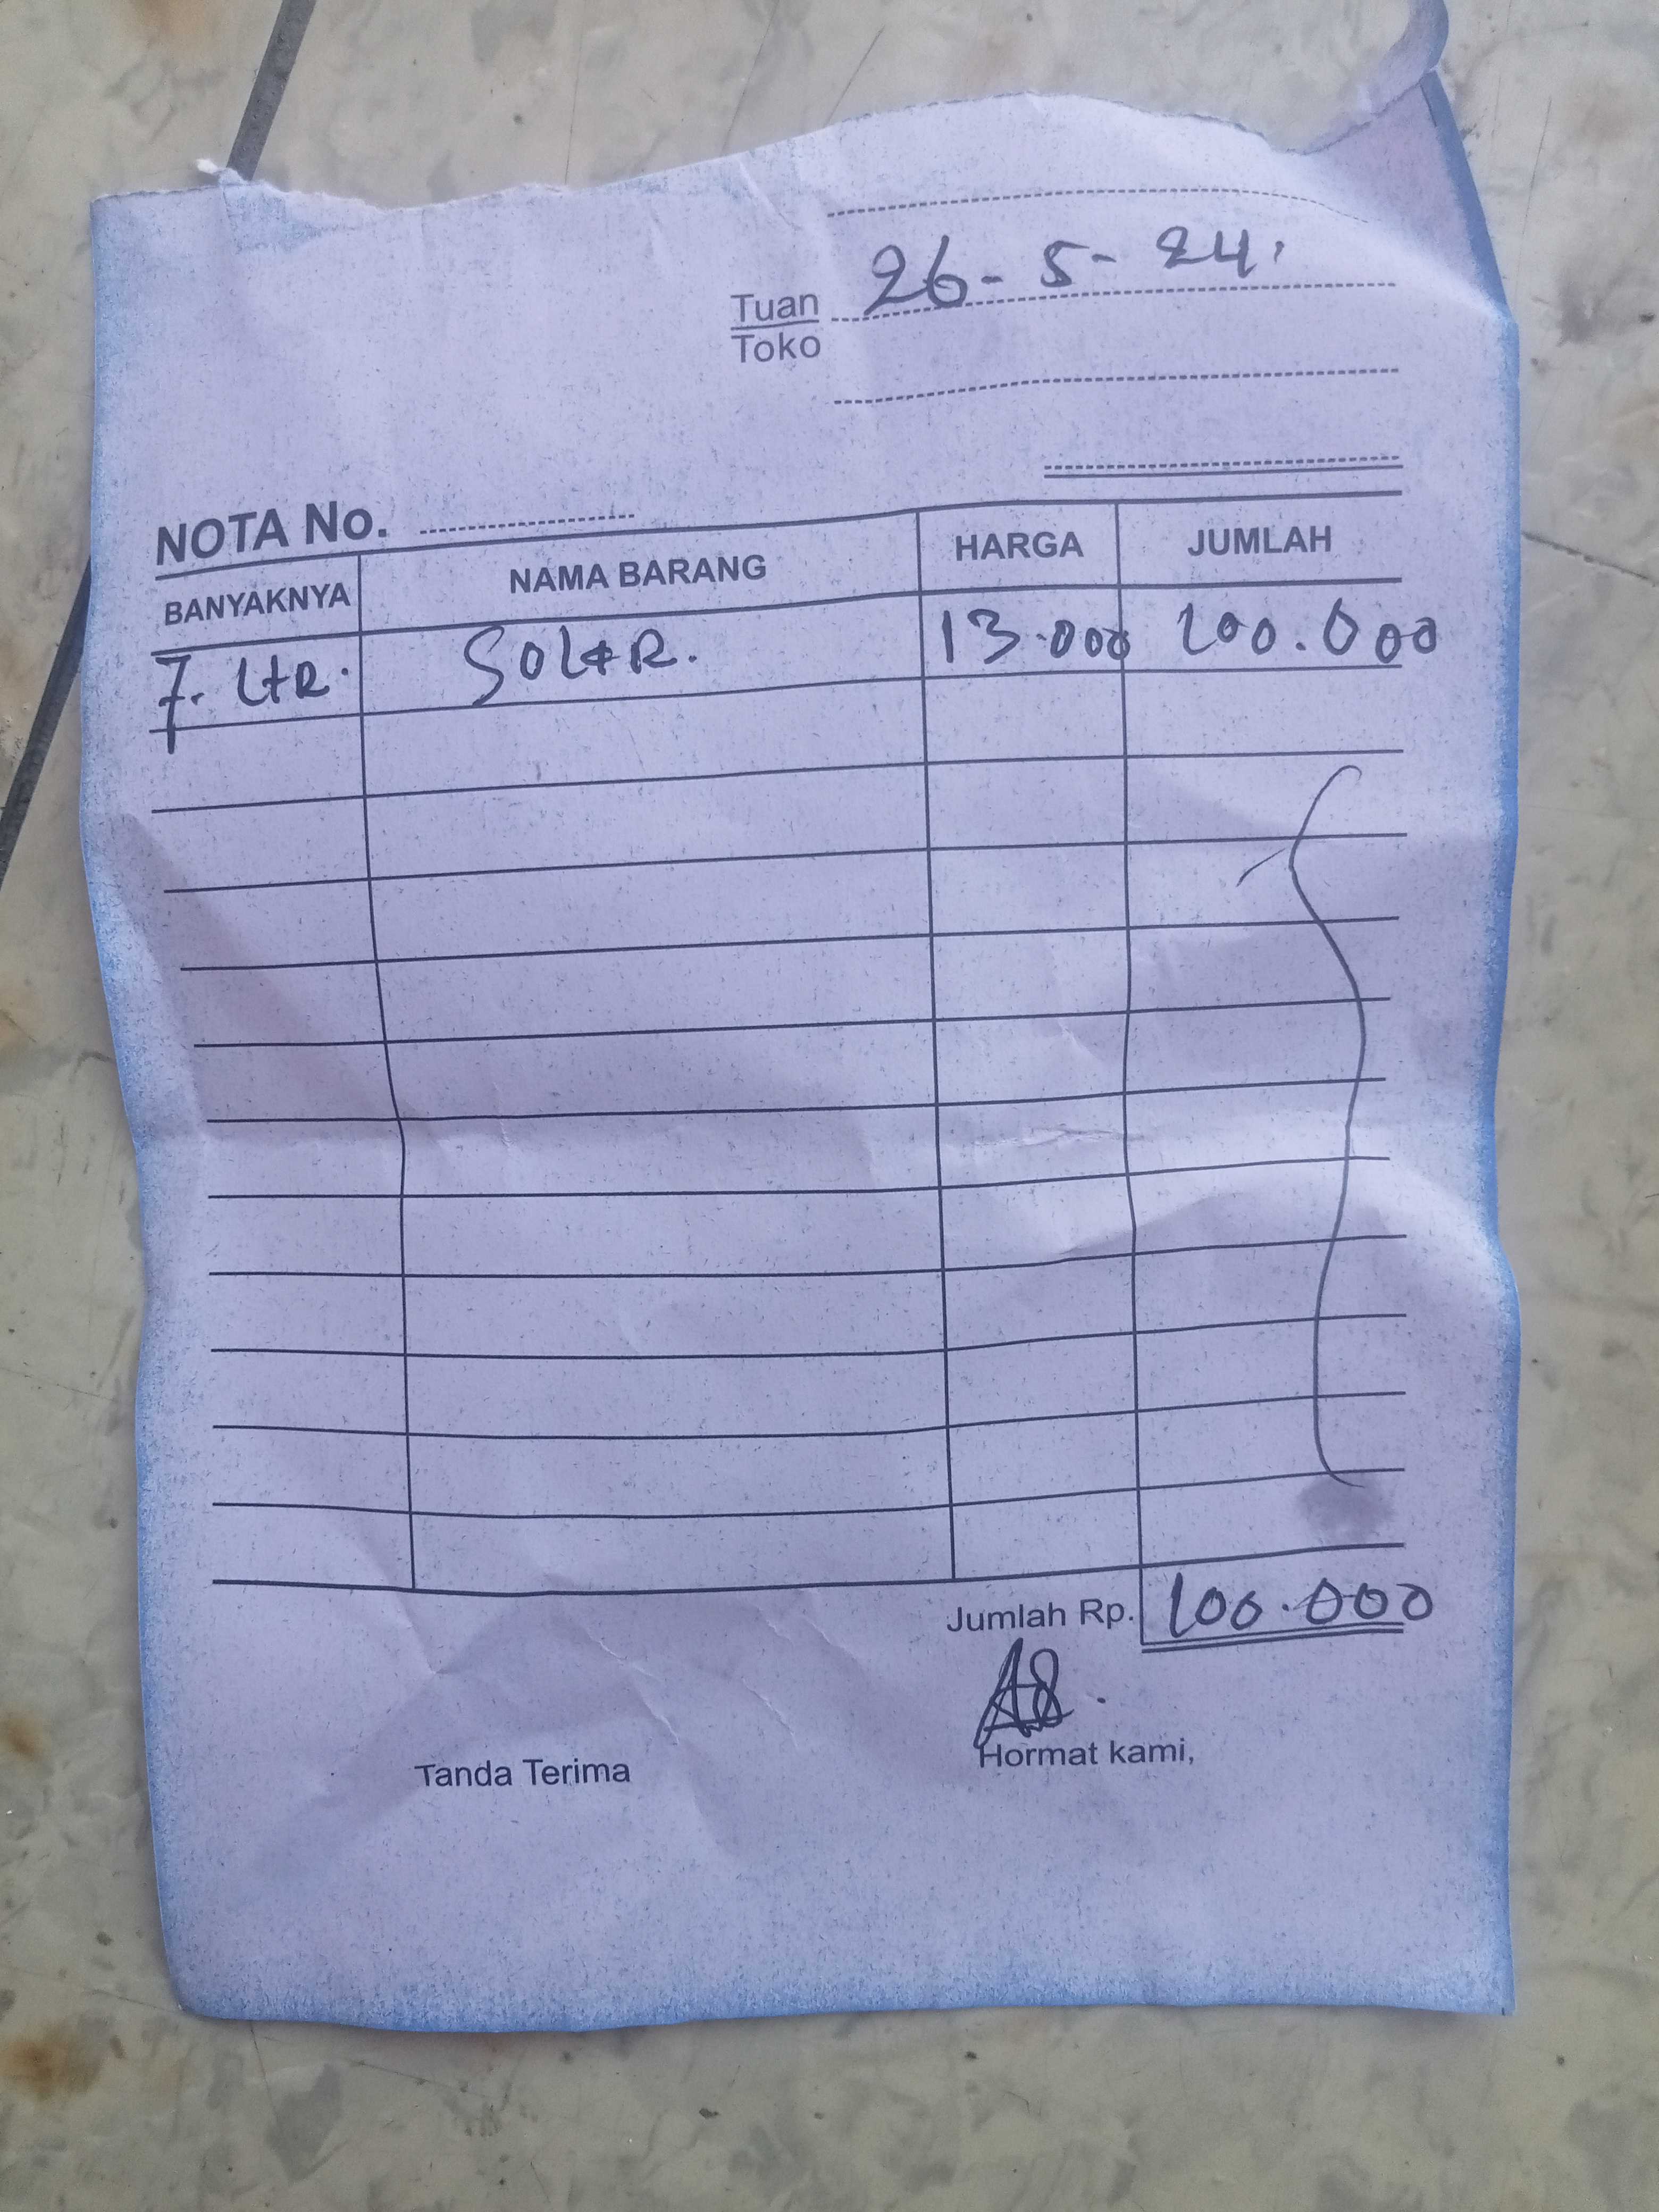 26-5-24.
Tuan
Toko
NOTA No.
BANYAKNYA NAMA BARANG HARGA JUMLAH
7. LtR. SOLAR. 13.000 100.000
Jumlah Rp. 100.000
Tanda Terima Hormat kami,